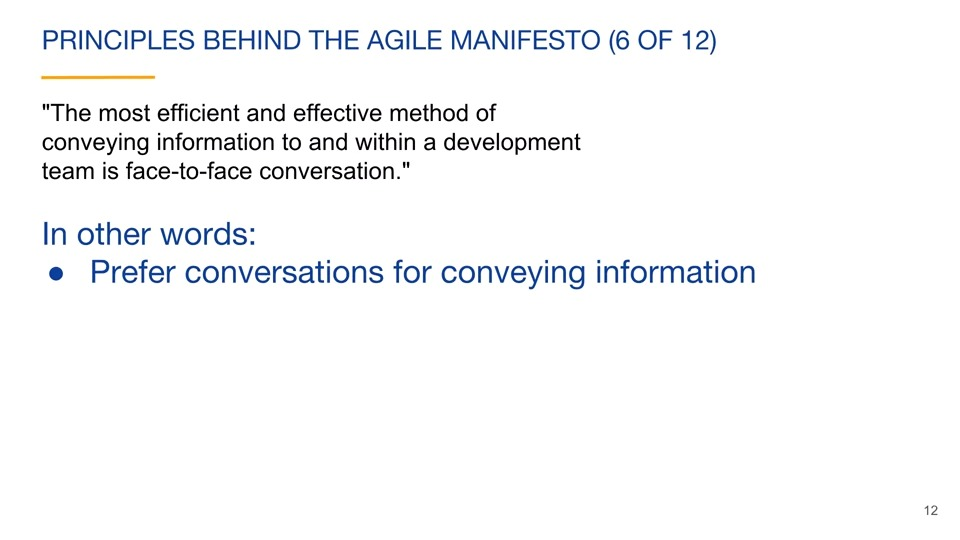 PRINCIPLES BEHIND THE AGILE MANIFESTO (6 OF 12)
"The most efficient and effective method of
conveying information to and within a development
team is face-to-face conversation."
In other words:
● Prefer conversations for conveying information
12